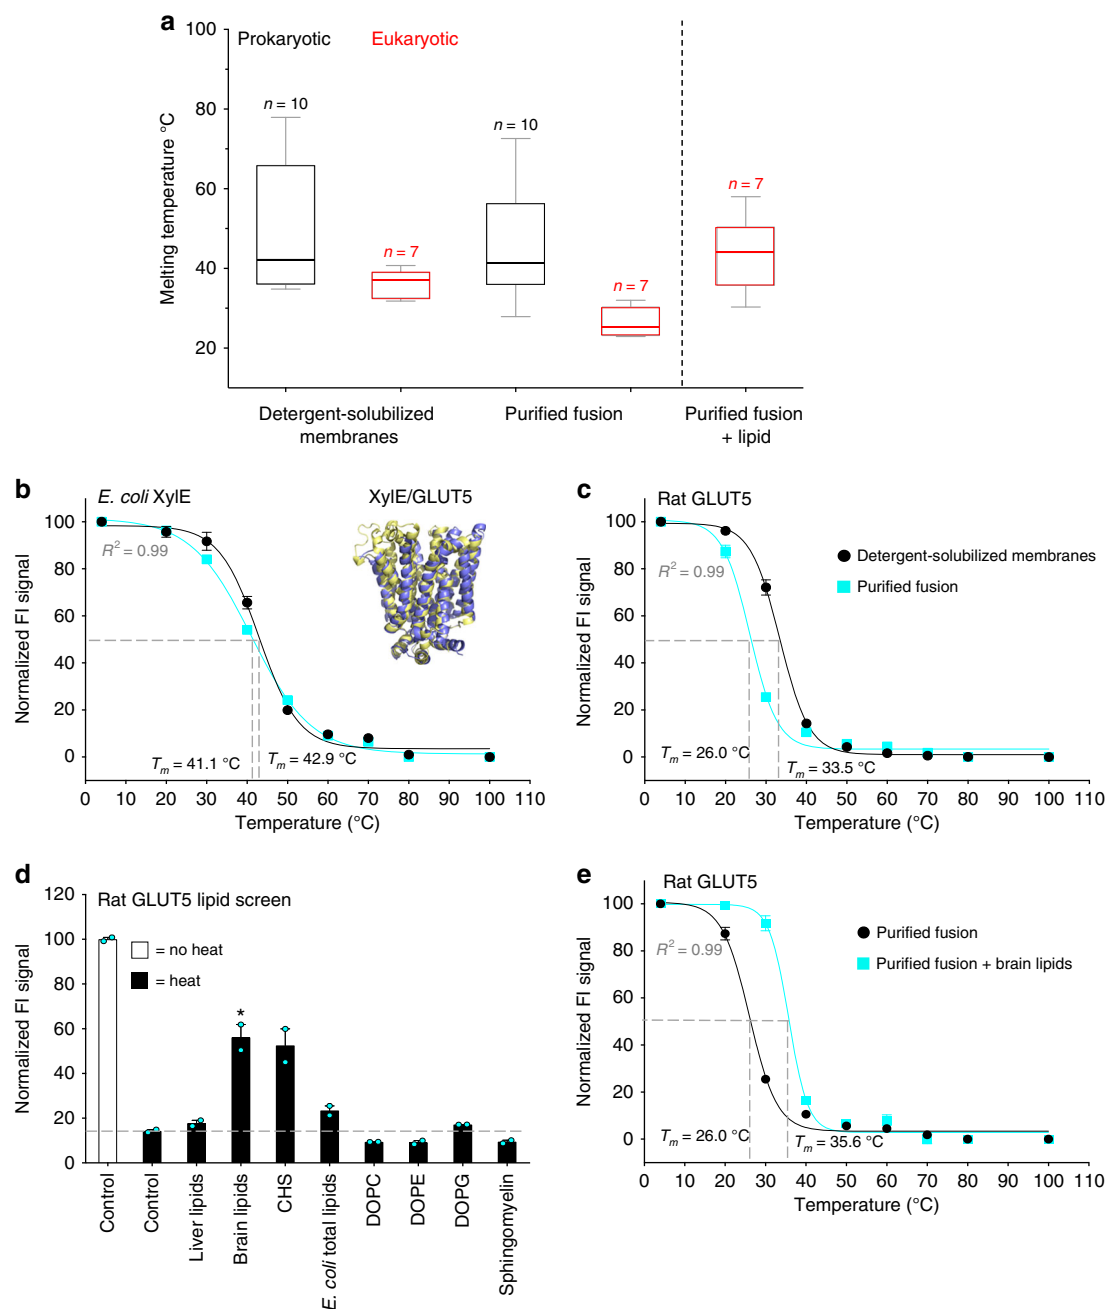 a
Prokaryotic
Eukaryotic
Melting temperature °C
100
80
60
40
20
n = 10
n = 7
n = 10
n = 7
n = 7
Detergent-solubilized
membranes
Purified fusion
Purified fusion
+ lipid
b
E. coli XylE
XylE/GLUT5
Normalized FI signal
100
80
60
40
20
0
R² = 0.99
Tm = 41.1 °C
Tm = 42.9 °C
0 10 20 30 40 50 60 70 80 90 100 110
Temperature (°C)
c
Rat GLUT5
Detergent-solubilized membranes
Purified fusion
Normalized FI signal
100
80
60
40
20
0
R² = 0.99
Tm = 26.0 °C
Tm = 33.5 °C
0 10 20 30 40 50 60 70 80 90 100 110
Temperature (°C)
d
Rat GLUT5 lipid screen
= no heat
= heat
Normalized FI signal
120
100
80
60
40
20
0
*
Control
Control
Liver lipids
Brain lipids
CHS
E. coli total lipids
DOPC
DOPE
DOPG
Sphingomyelin
e
Rat GLUT5
Purified fusion
Purified fusion + brain lipids
Normalized FI signal
100
80
60
40
20
0
R² = 0.99
Tm = 26.0 °C
Tm = 35.6 °C
0 10 20 30 40 50 60 70 80 90 100 110
Temperature (°C)